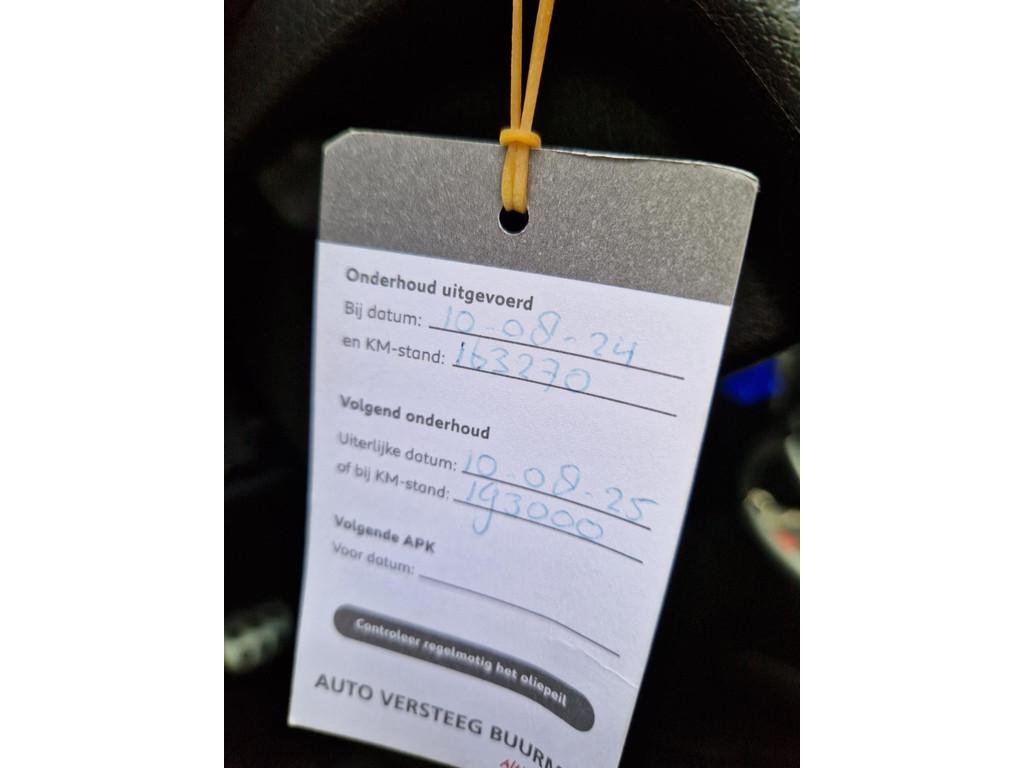 Onderhoud uitgevoerd
Bij datum: 10-08-24
en KM-stand: 163270
Volgend onderhoud
Uiterlijke datum: 10-08-25
of bij KM-stand: 193000
Volgende APK
Voor datum:
Controleer regelmatig het oliepeil
AUTO VERSTEEG BUURM